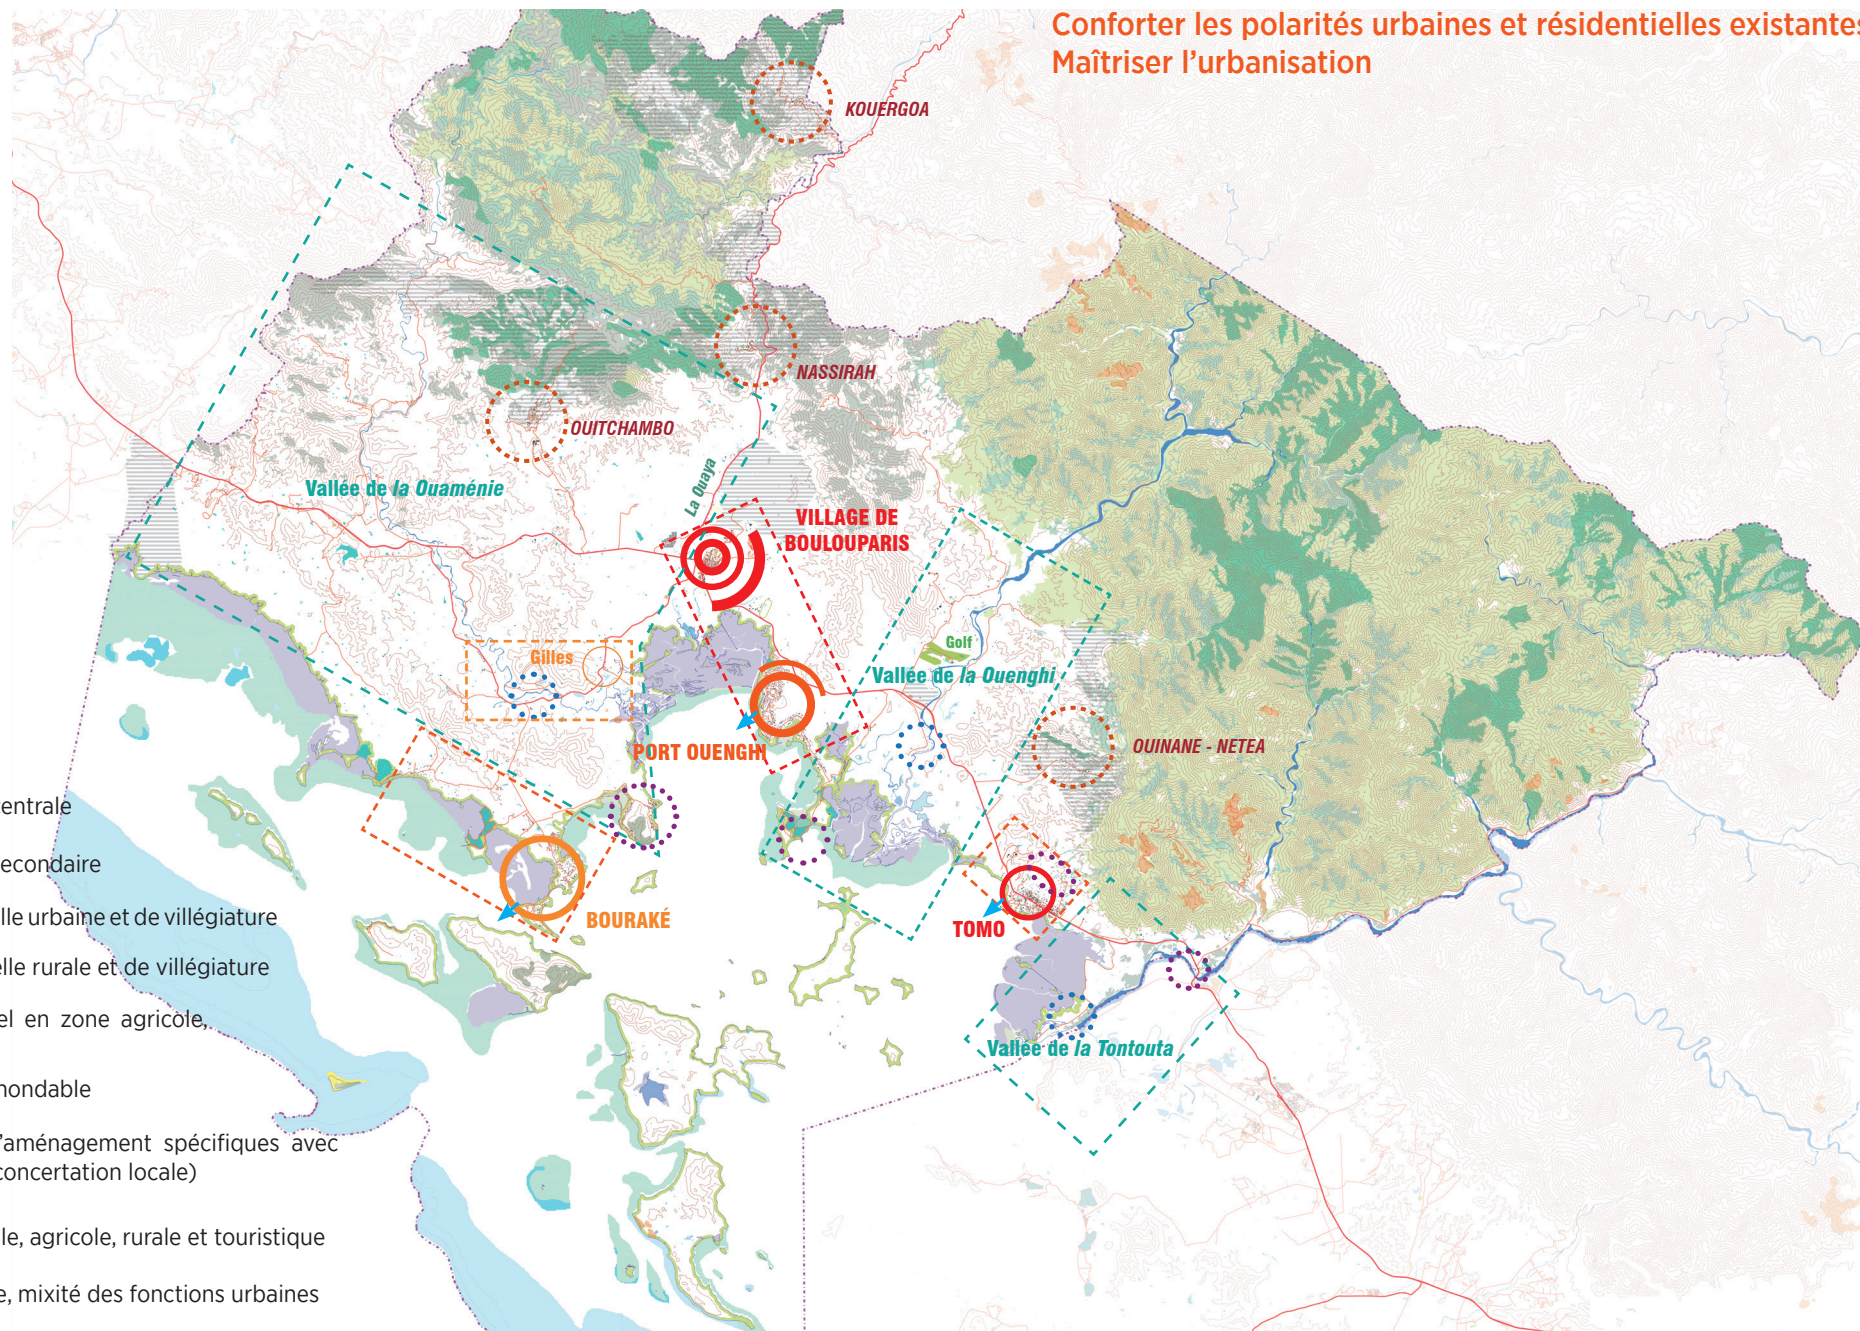 Conforter les polarités urbaines et résidentielles existantes
Maîtriser l’urbanisation
KOUERGOA
NASSIRAH
OUITCHAMBO
La Ouaya
Vallée de la Ouaménie
VILLAGE DE
BOULOUPARIS
Golf
Gilles
Vallée de la Ouenghi
PORT OUENGHI
OUINANE - NETEA
BOURAKÉ
TOMO
Vallée de la Tontouta
centrale
secondaire
lle urbaine et de villégiature
elle rurale et de villégiature
el en zone agricole,
nondable
’aménagement spécifiques avec
concertation locale)
le, agricole, rurale et touristique
e, mixité des fonctions urbaines